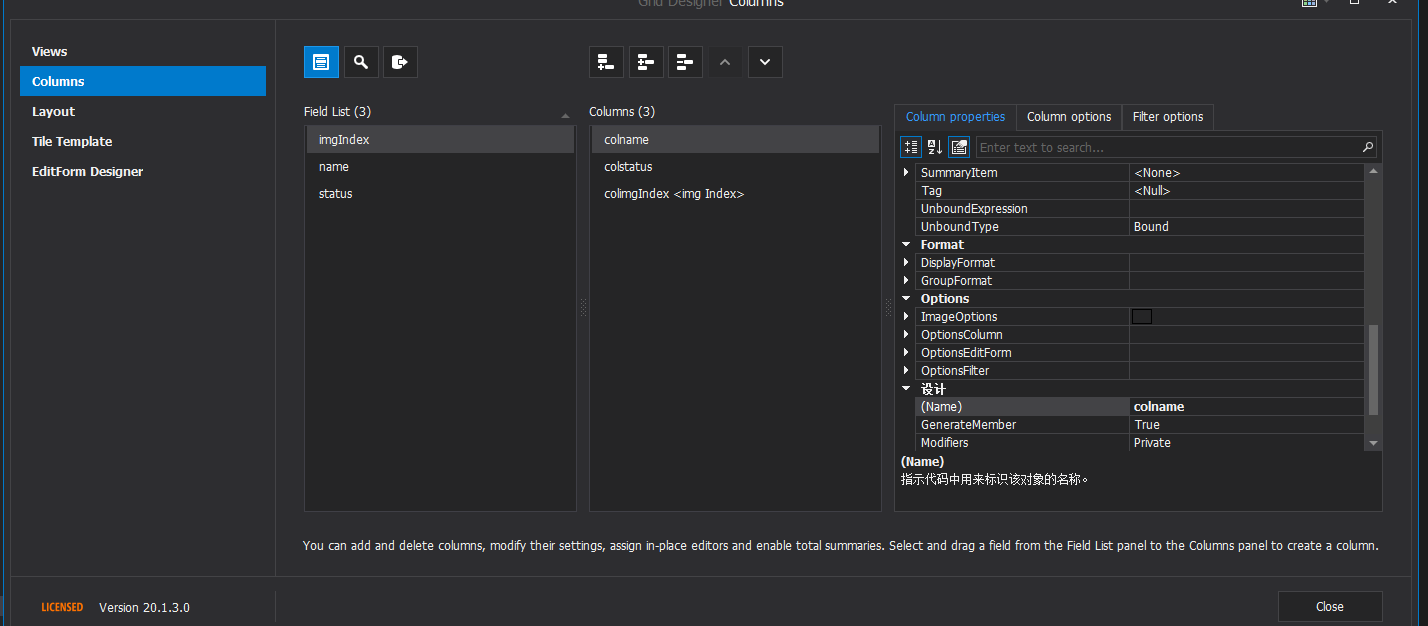 Grid Designer Columns
Views
Columns
Layout
Tile Template
EditForm Designer
Field List (3)
imgIndex
name
status
Columns (3)
colname
colstatus
colimgIndex <img Index>
Column properties
Column options
Filter options
Enter text to search...
SummaryItem <None>
Tag <Null>
UnboundExpression
UnboundType Bound
Format
DisplayFormat
GroupFormat
Options
ImageOptions
OptionsColumn
OptionsEditForm
OptionsFilter
设计
(Name) colname
GenerateMember True
Modifiers Private
(Name)
指示代码中用来标识该对象的名称。
You can add and delete columns, modify their settings, assign in-place editors and enable total summaries. Select and drag a field from the Field List panel to the Columns panel to create a column.
LICENSED Version 20.1.3.0
Close